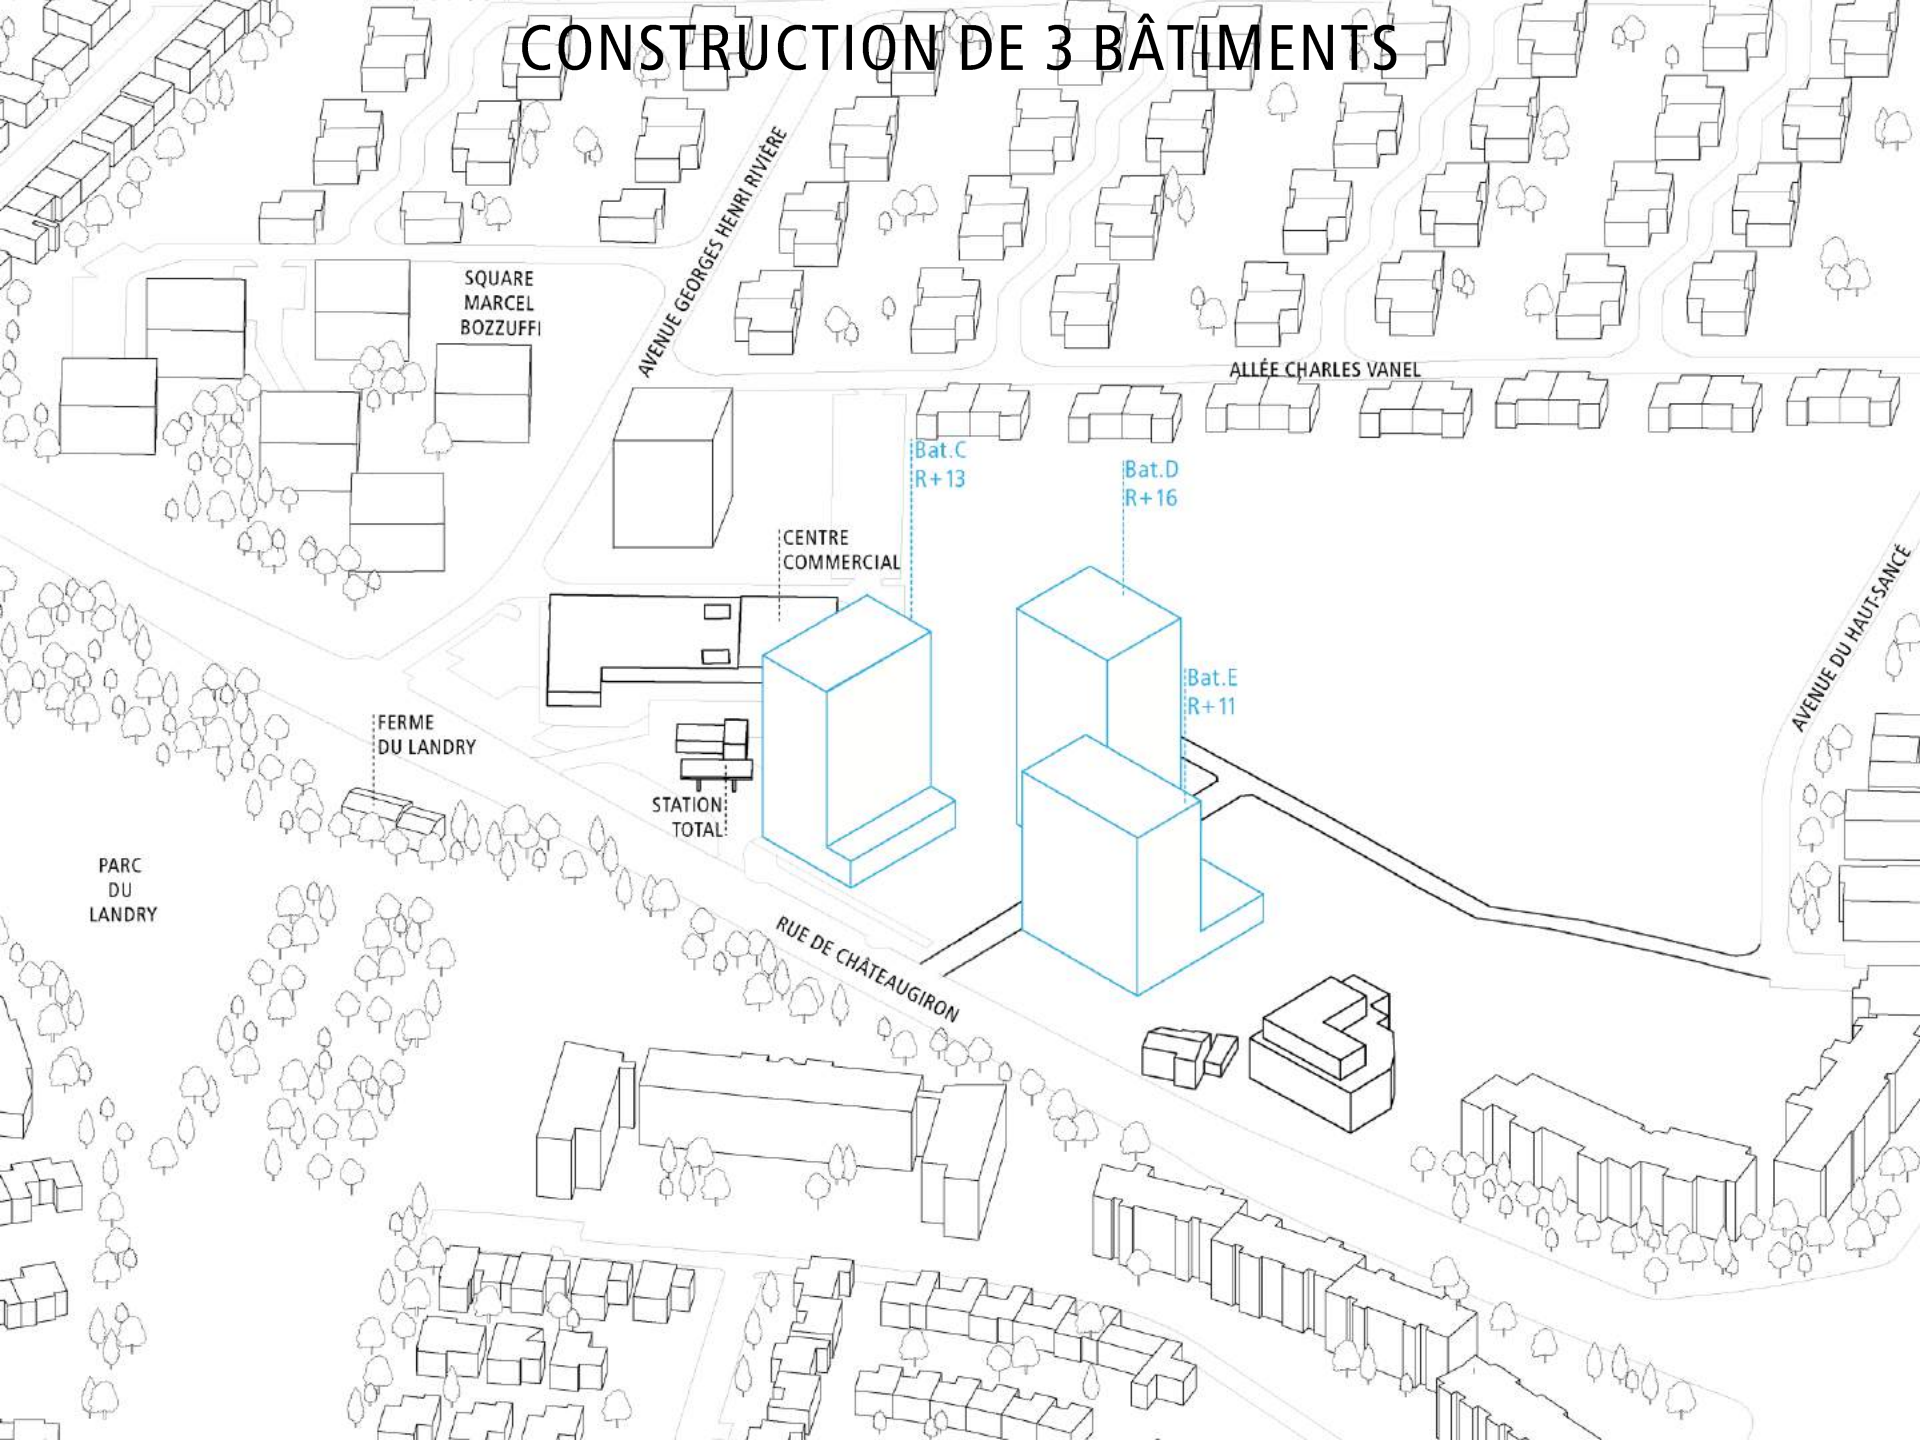 CONSTRUCTION DE 3 BÂTIMENTS
AVENUE GEORGES HENRI RIVIÈRE
SQUARE
MARCEL
BOZZUFFI
ALLÉE CHARLES VANEL
Bat.C
R+13
Bat.D
R+16
CENTRE
COMMERCIAL
AVENUE DU HAUT-SANCÉ
Bat.E
R+11
FERME
DU LANDRY
STATION
TOTAL
PARC
DU
LANDRY
RUE DE CHÂTEAUGIRON